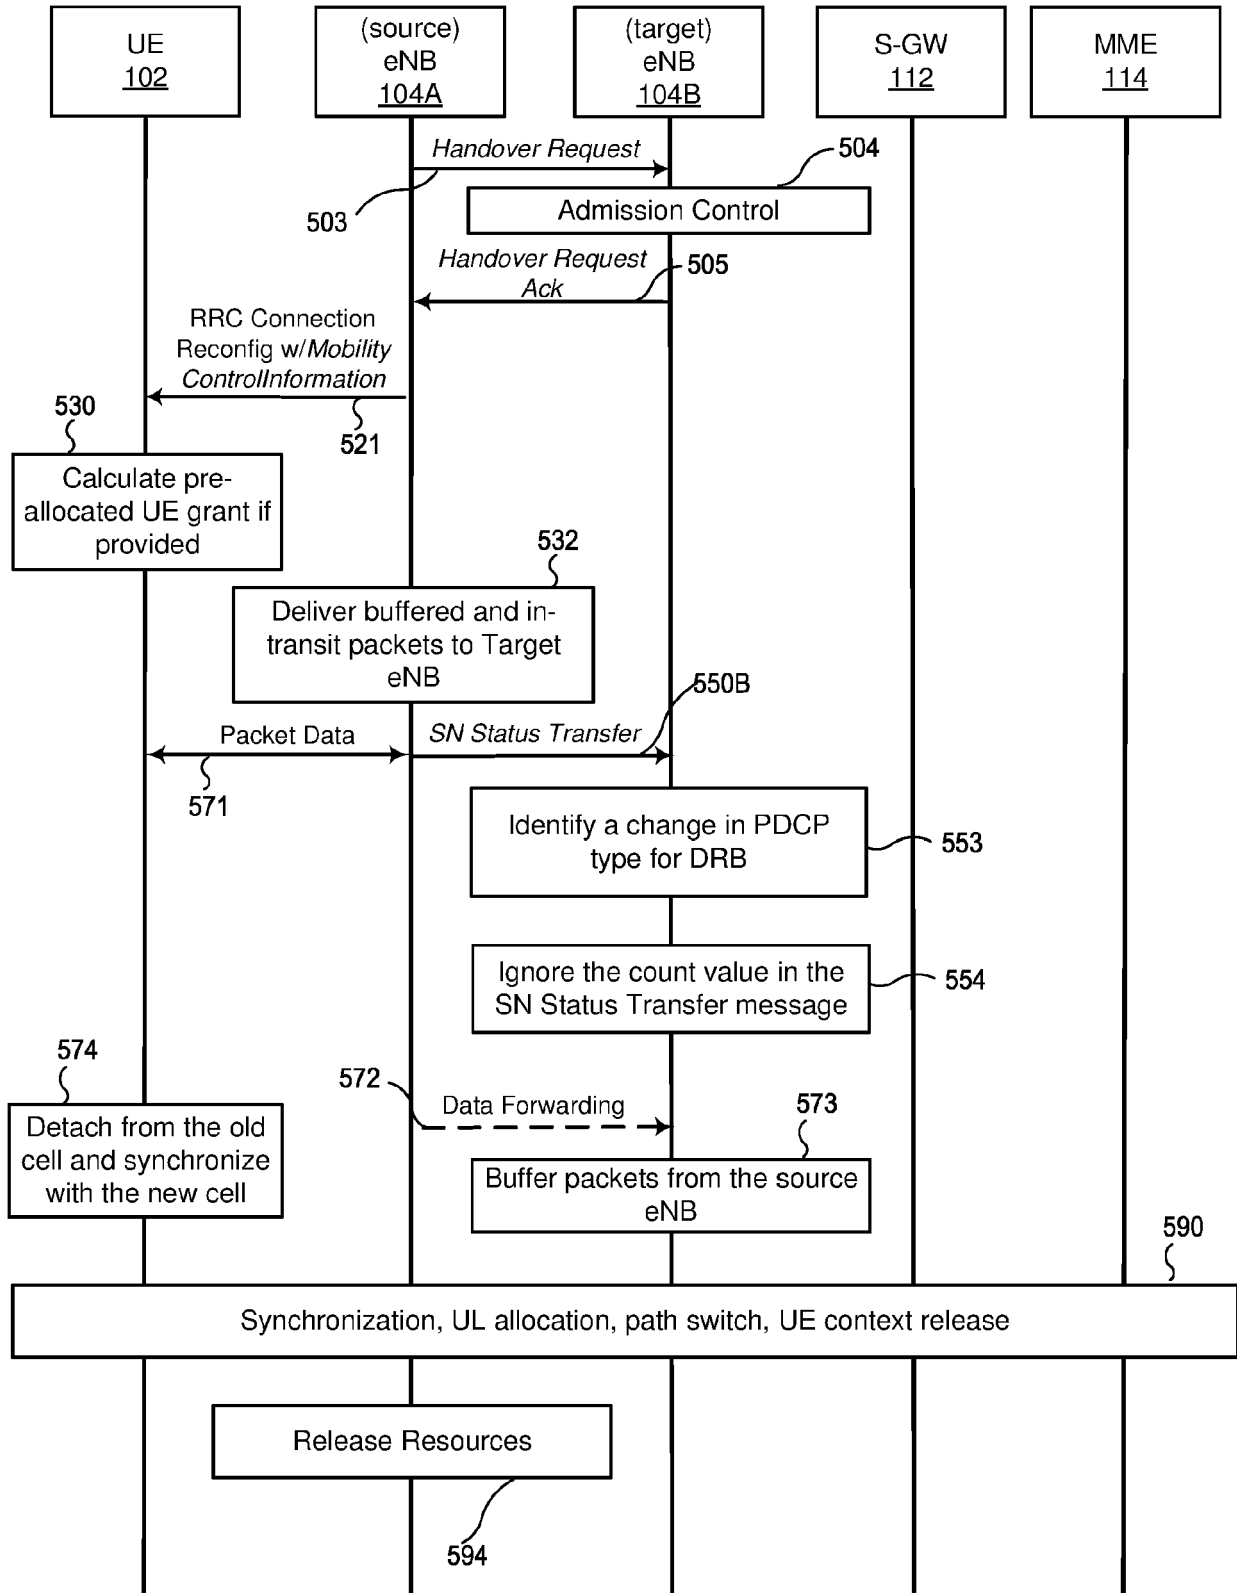 UE
102
(source)
eNB
104A
(target)
eNB
104B
S-GW
112
MME
114
Handover Request
503
504
Admission Control
Handover Request
Ack
505
RRC Connection
Reconfig w/Mobility
ControlInformation
521
530
Calculate pre-
allocated UE grant if
provided
532
Deliver buffered and in-
transit packets to Target
eNB
550B
Packet Data
SN Status Transfer
571
Identify a change in PDCP
type for DRB
553
Ignore the count value in the
SN Status Transfer message
554
574
Detach from the old
cell and synchronize
with the new cell
572
Data Forwarding
573
Buffer packets from the source
eNB
590
Synchronization, UL allocation, path switch, UE context release
Release Resources
594